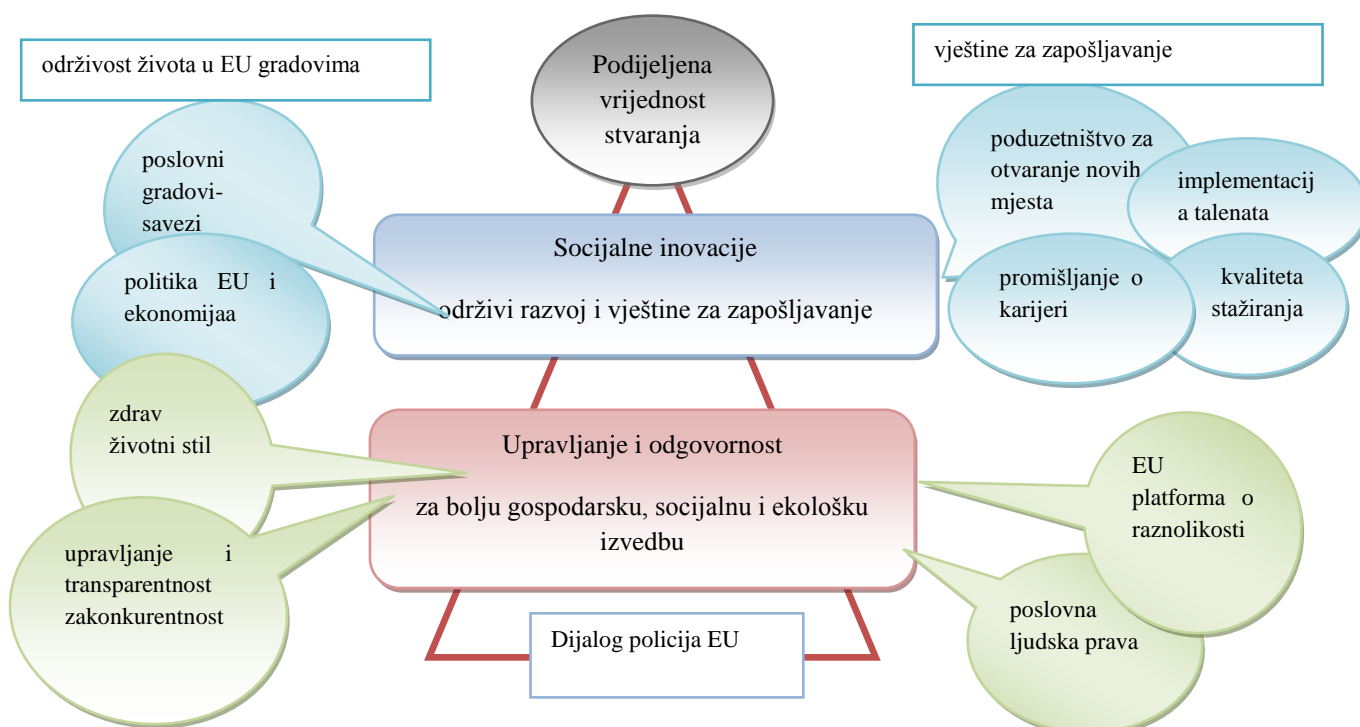 održivost života u EU gradovima
Podijeljena
vrijednost
stvaranja
vještine za zapošljavanje
poslovni
gradovi-
savezi
politika EU i
ekonomijaa
poduzetništvo za
otvaranje novih
mjesta
implementacij
a talenata
promišljanje o
karijeri
kvaliteta
stažiranja
Socijalne inovacije
održivi razvoj i vještine za zapošljavanje
zdrav
životni stil
upravljanje i
transparentnost
zakonkurentnost
Upravljanje i odgovornost
za bolju gospodarsku, socijalnu i ekološku
izvedbu
EU
platforma o
raznolikosti
poslovna
ljudska prava
Dijalog policija EU